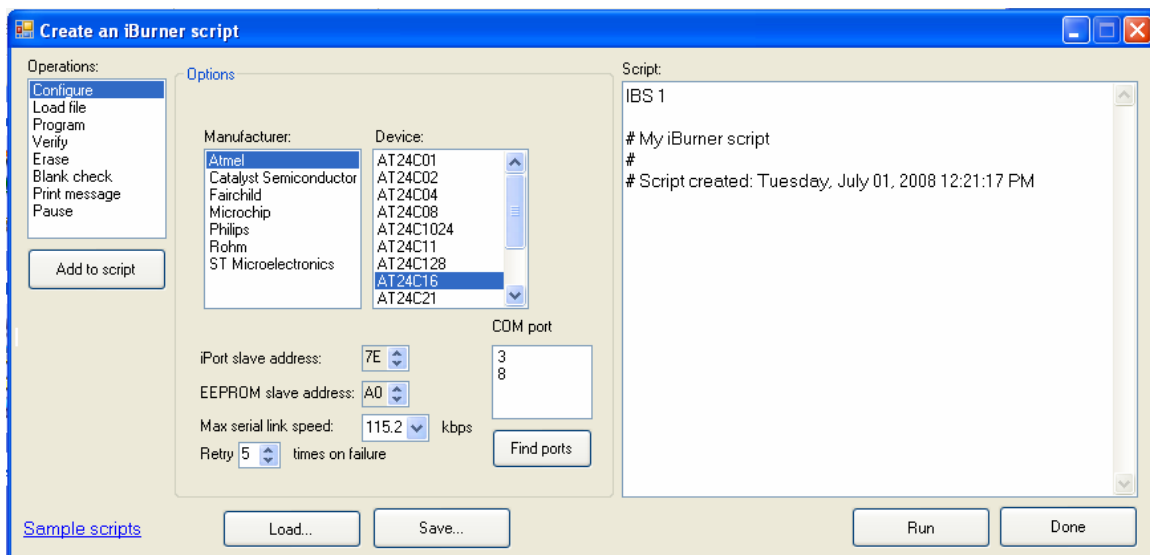 Create an iBurner script
Operations:
Configure
Load file
Program
Verify
Erase
Blank check
Print message
Pause
Add to script
Options
Manufacturer:
Atmel
Catalyst Semiconductor
Fairchild
Microchip
Philips
Rohm
ST Microelectronics
Device:
AT24C01
AT24C02
AT24C04
AT24C08
AT24C1024
AT24C11
AT24C128
AT24C16
AT24C21
iPort slave address: 7E
EEPROM slave address: A0
Max serial link speed: 115.2 kbps
Retry 5 times on failure
COM port
3
8
Find ports
Script:
IBS 1
# My iBurner script
#
# Script created: Tuesday, July 01, 2008 12:21:17 PM
Sample scripts
Load...
Save...
Run
Done